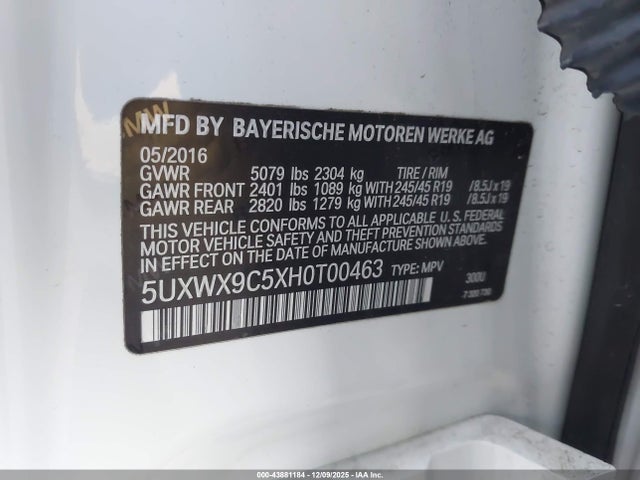 MFD BY BAYERISCHE MOTOREN WERKE AG
05/2016
GVWR 5079 lbs 2304 kg TIRE / RIM
GAWR FRONT 2401 lbs 1089 kg WITH 245/45 R19 /8.5J x 19
GAWR REAR 2820 lbs 1279 kg WITH 245/45 R19 /8.5J x 19
THIS VEHICLE CONFORMS TO ALL APPLICABLE U.S. FEDERAL
MOTOR VEHICLE SAFETY, BUMPER, AND THEFT PREVENTION STANDARDS
IN EFFECT ON THE DATE OF MANUFACTURE SHOWN ABOVE.
5UXWX9C5XH0T00463 TYPE: MPV 300U
00-43881184 - 12/09/2025 - IAA Inc.